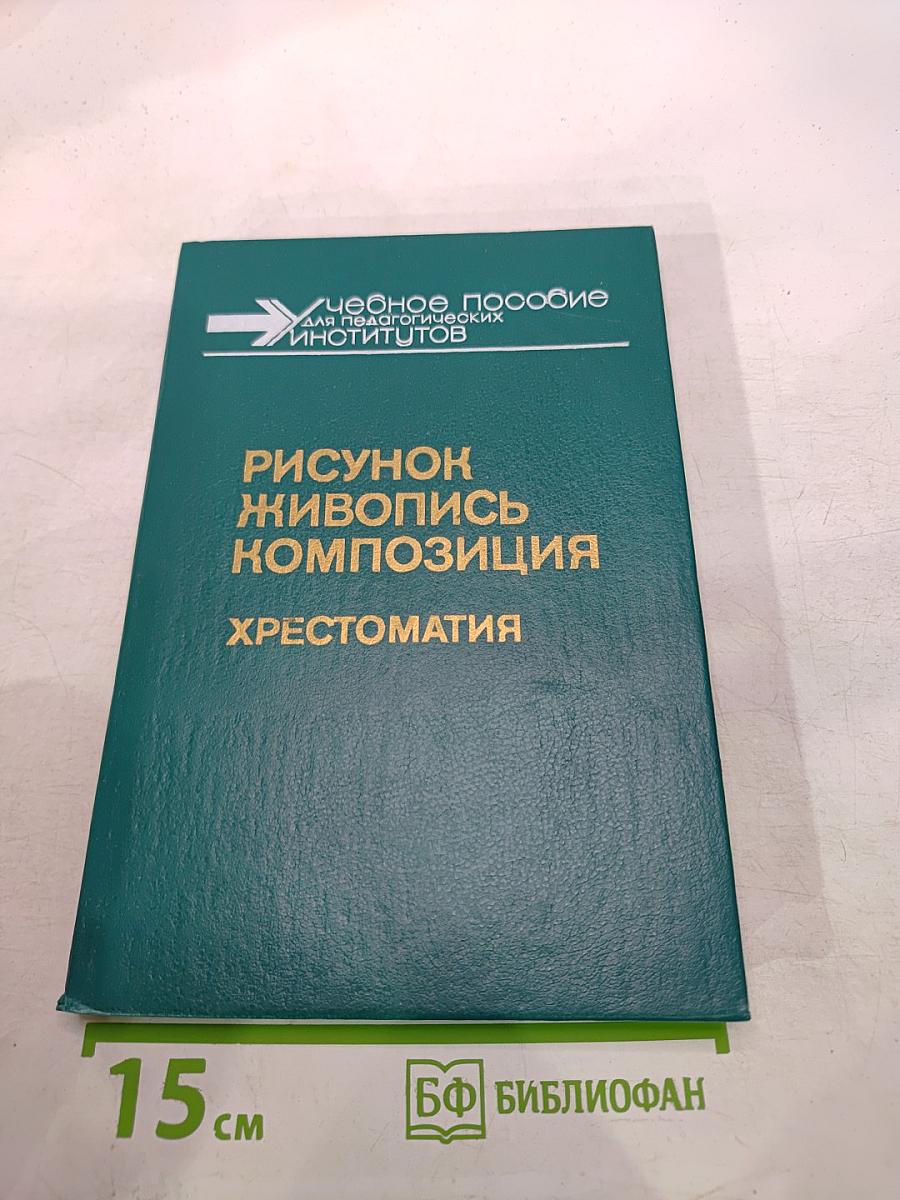 Учебное пособие
для педагогических
институтов
РИСУНОК
ЖИВОПИСЬ
КОМПОЗИЦИЯ
ХРЕСТОМАТИЯ
15 см
БФ БИБЛИОФАН